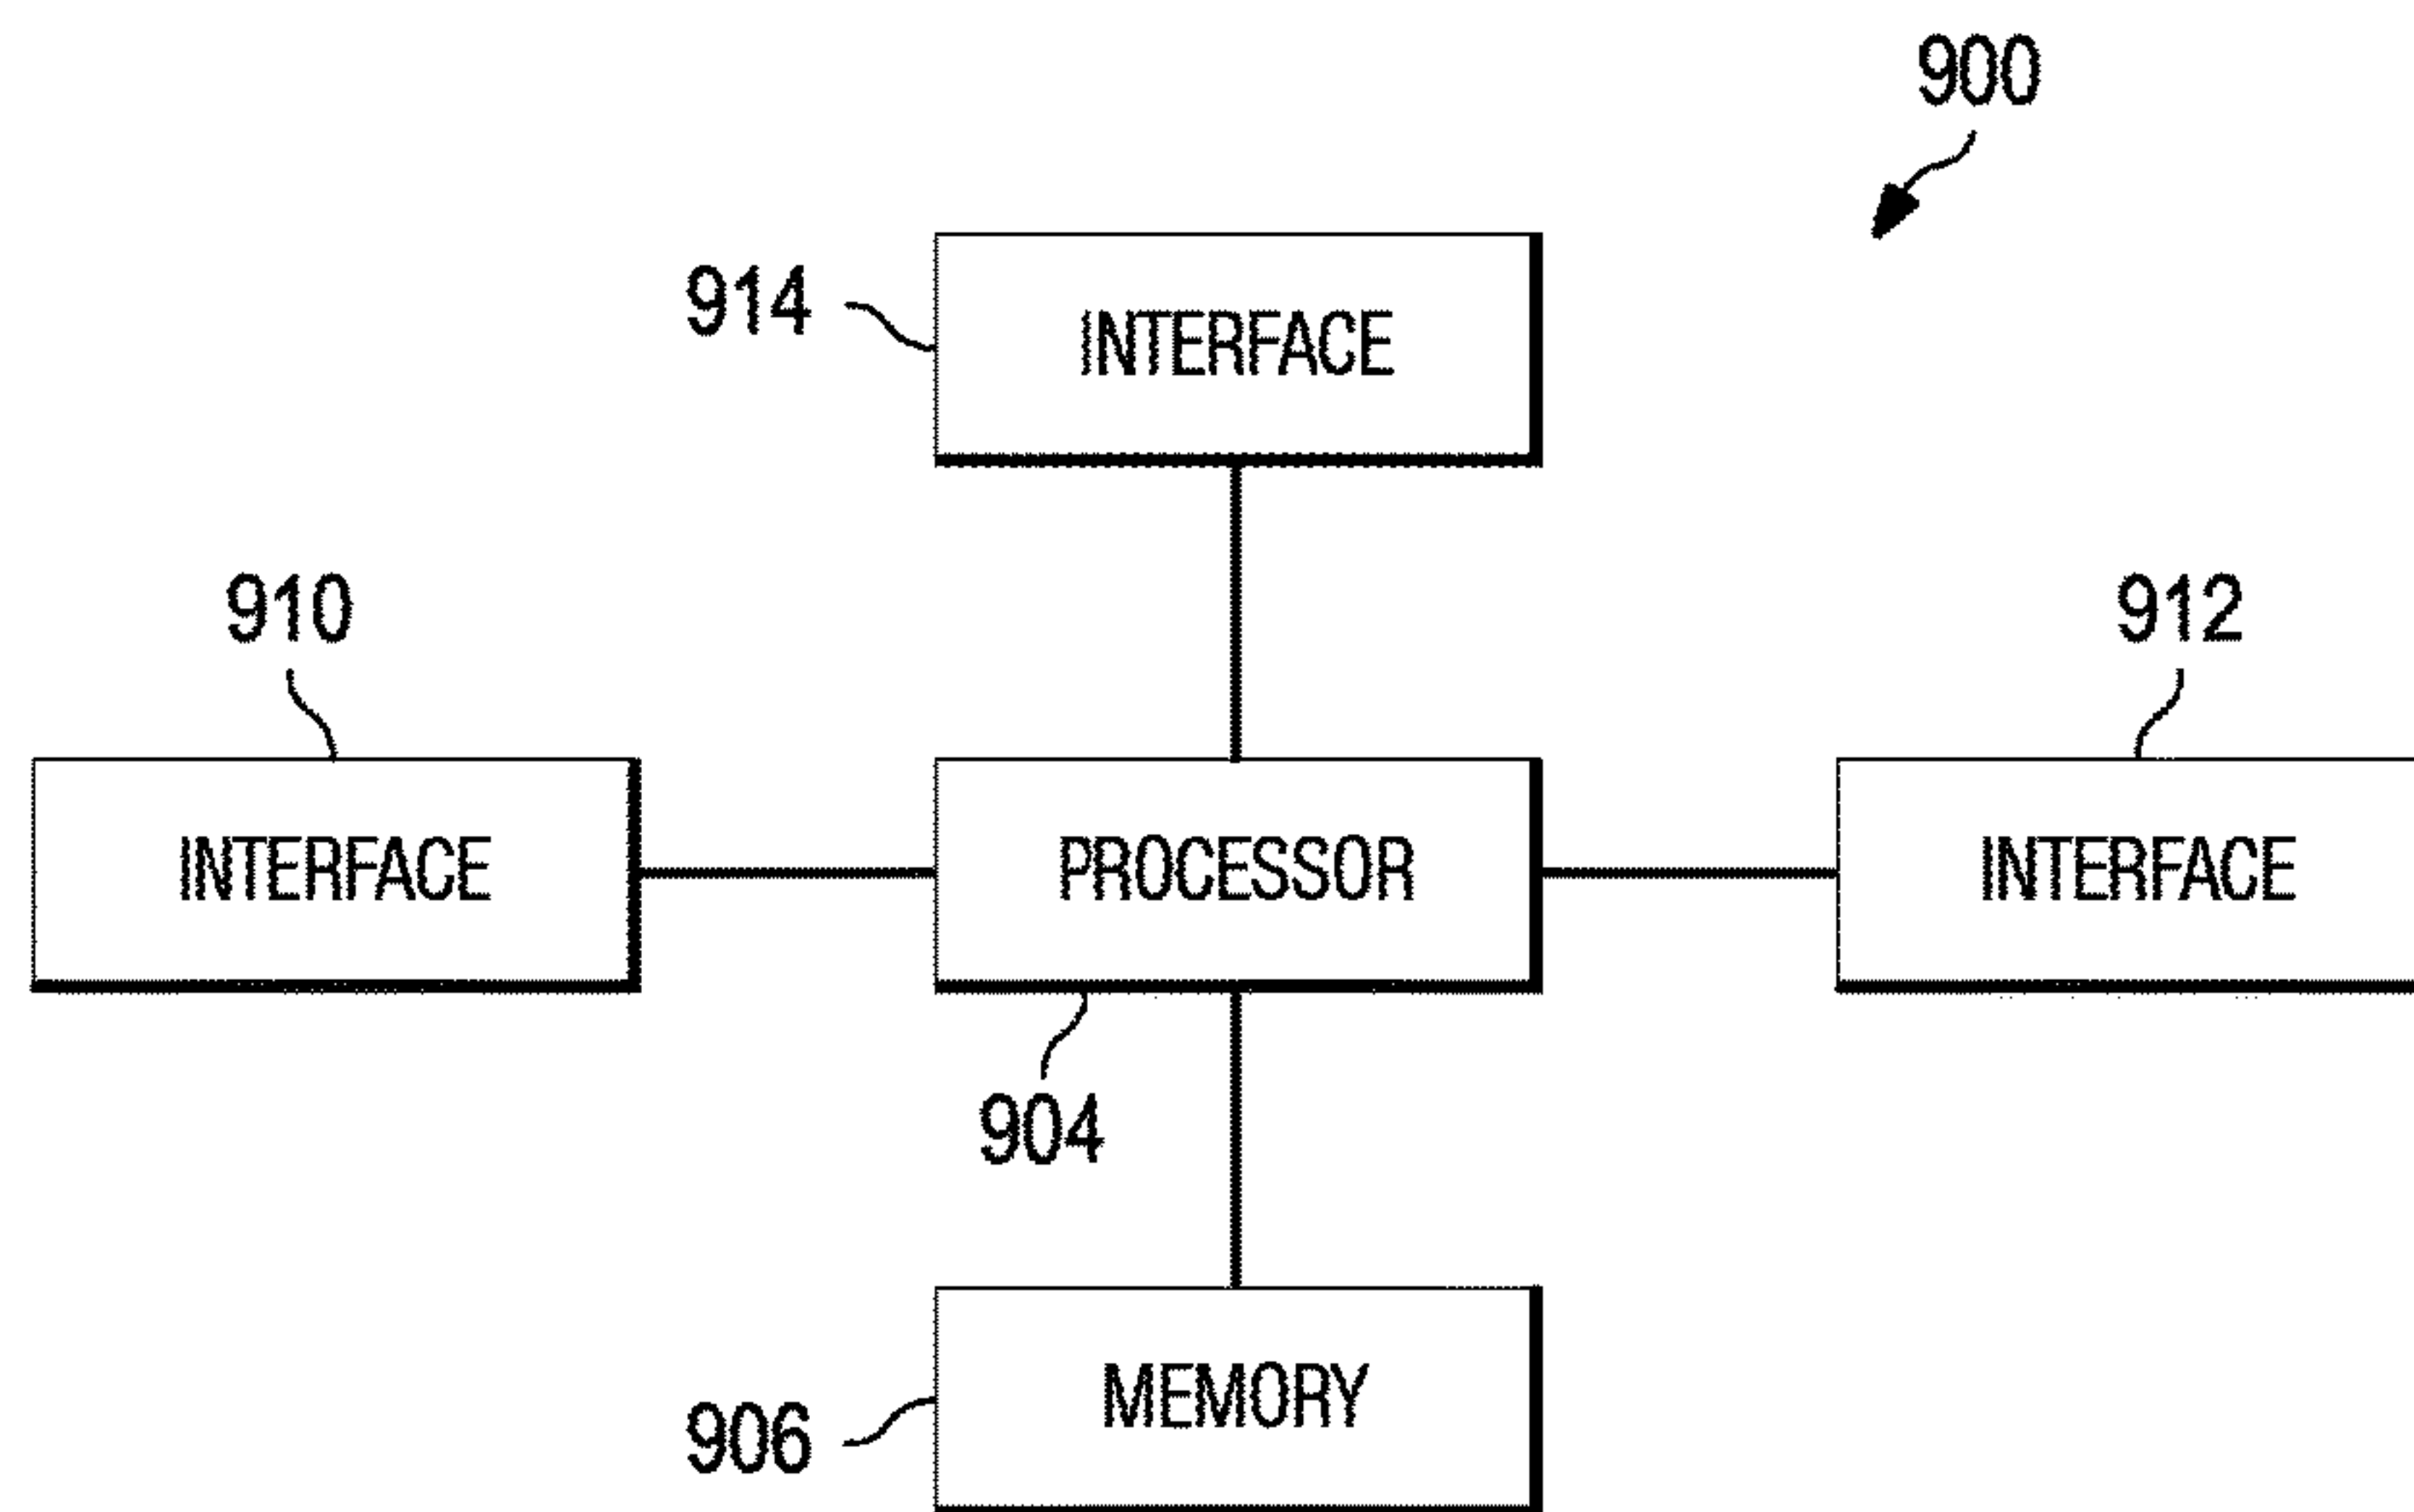 900
914
INTERFACE
910
912
INTERFACE
PROCESSOR
INTERFACE
904
MEMORY
906